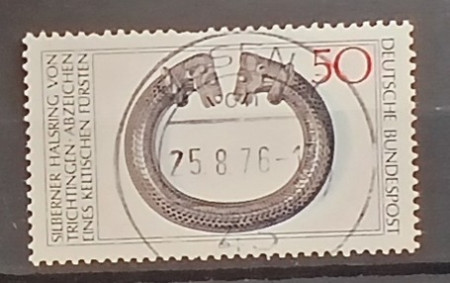 SILBERNER HALSRING VON
TRICHTINGEN·ABZEICHEN
EINES KELTISCHEN FÜRSTEN
50
DEUTSCHE BUNDESPOST
25.8.76